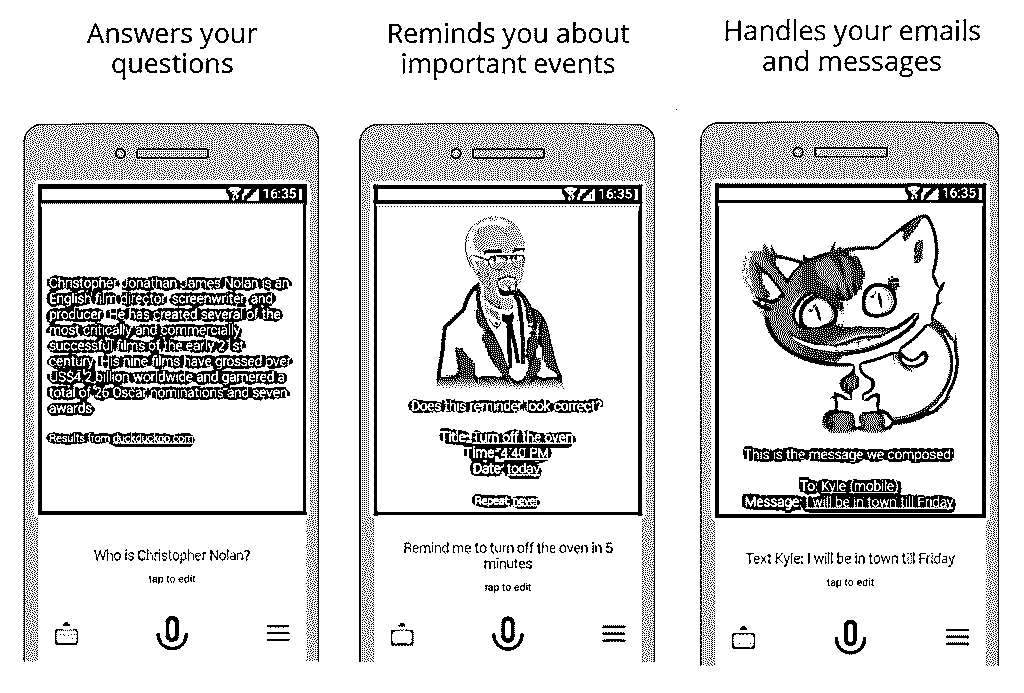 Answers your
questions
16:35
Christopher Jonathan James Nolan is an
English film director, screenwriter, and
producer. He has created several of the
most critically and commercially
successful films of the early 21st
century. His nine films have grossed over
US$4.2 billion worldwide and garnered a
total of 26 Oscar nominations and seven
awards.
Results from duckduckgo.com
Who is Christopher Nolan?
tap to edit
Reminds you about
important events
16:35
Does this reminder look correct?
Title: Turn off the oven
Time: 4:40 PM
Date: today
Repeat: never
Remind me to turn off the oven in 5
minutes
tap to edit
Handles your emails
and messages
16:35
This is the message we composed:
To: Kyle (mobile)
Message: I will be in town till Friday
Text Kyle: I will be in town till Friday
tap to edit